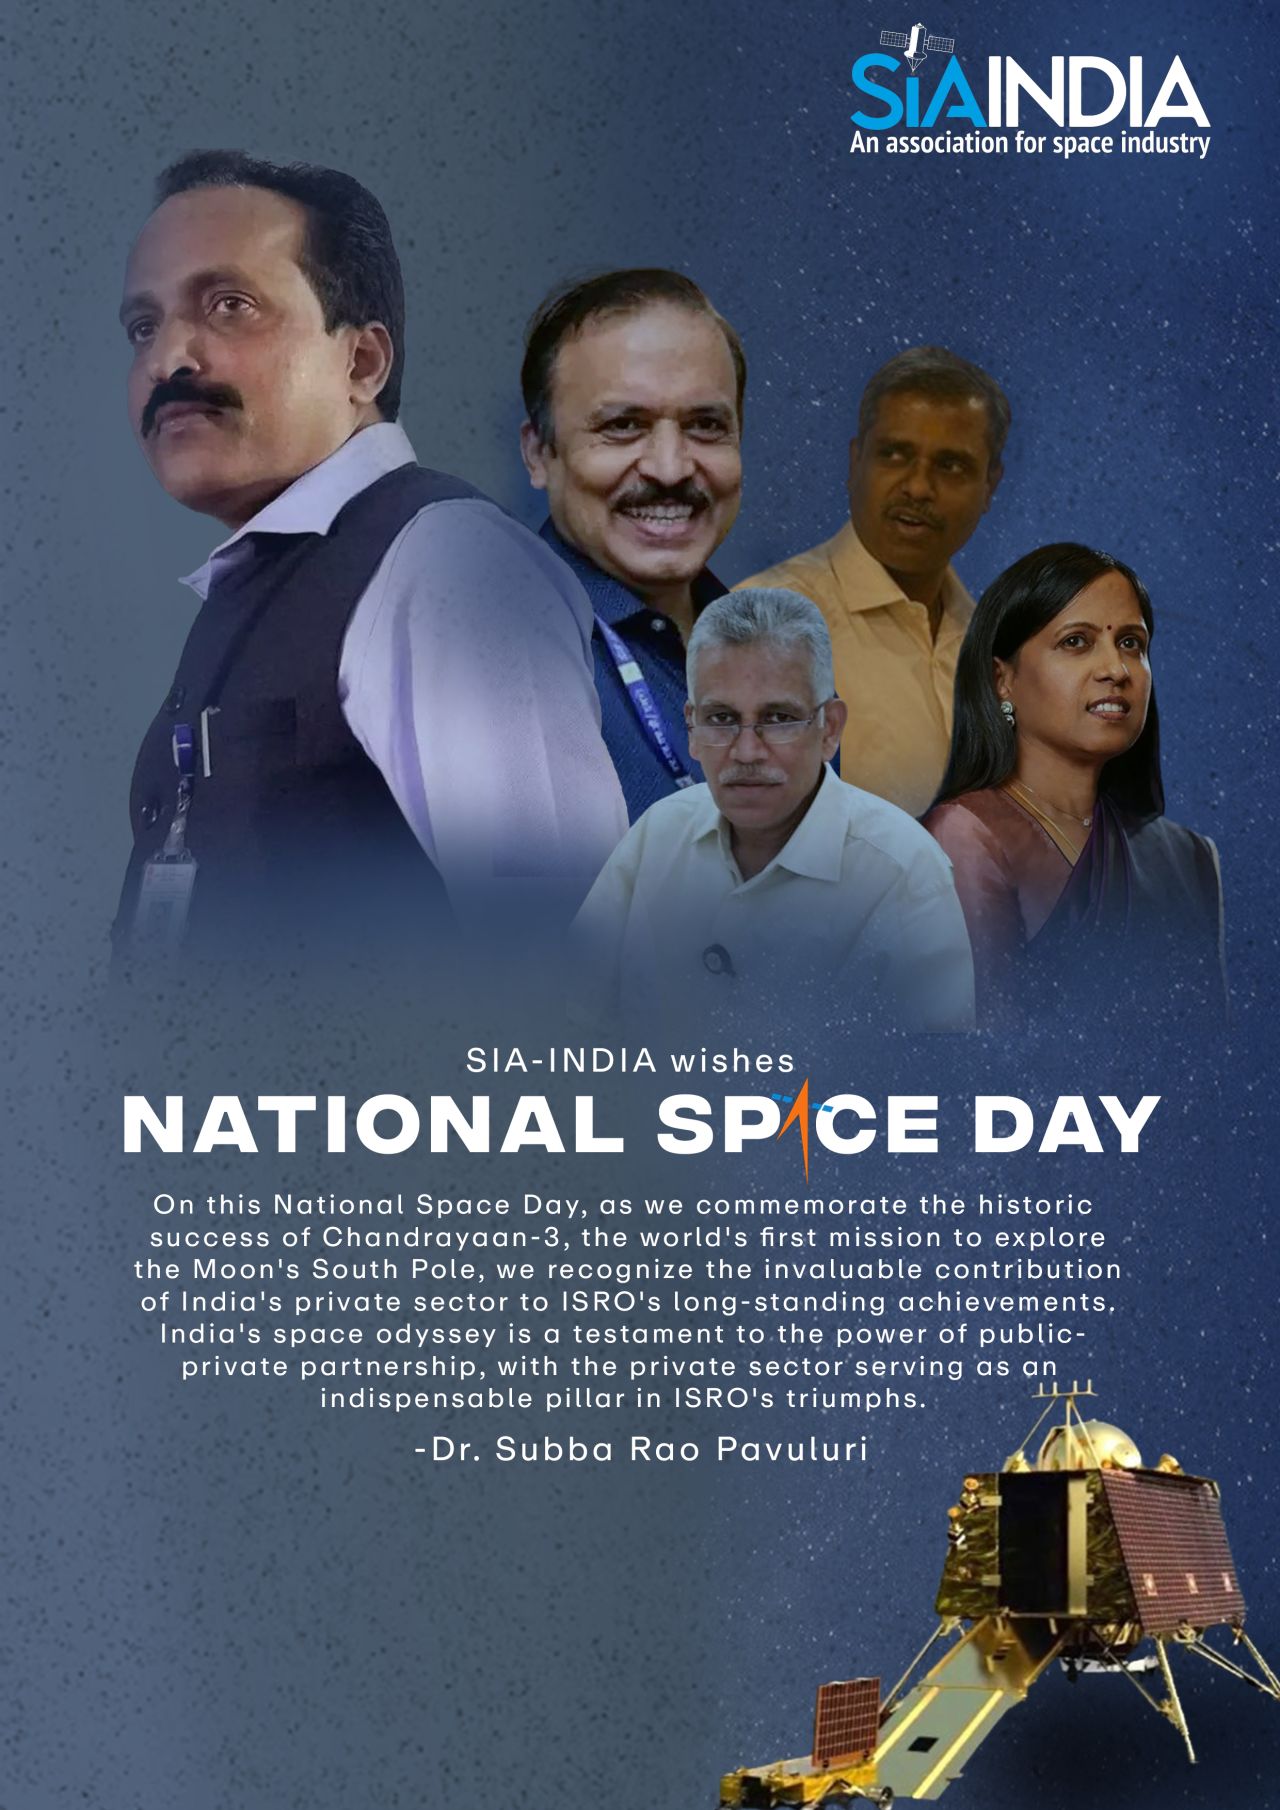 SiAINDIA
An association for space industry
SIA-INDIA wishes
NATIONAL SPACE DAY
On this National Space Day, as we commemorate the historic
success of Chandrayaan-3, the world's first mission to explore
the Moon's South Pole, we recognize the invaluable contribution
of India's private sector to ISRO's long-standing achievements.
India's space odyssey is a testament to the power of public-
private partnership, with the private sector serving as an
indispensable pillar in ISRO's triumphs.
-Dr. Subba Rao Pavuluri